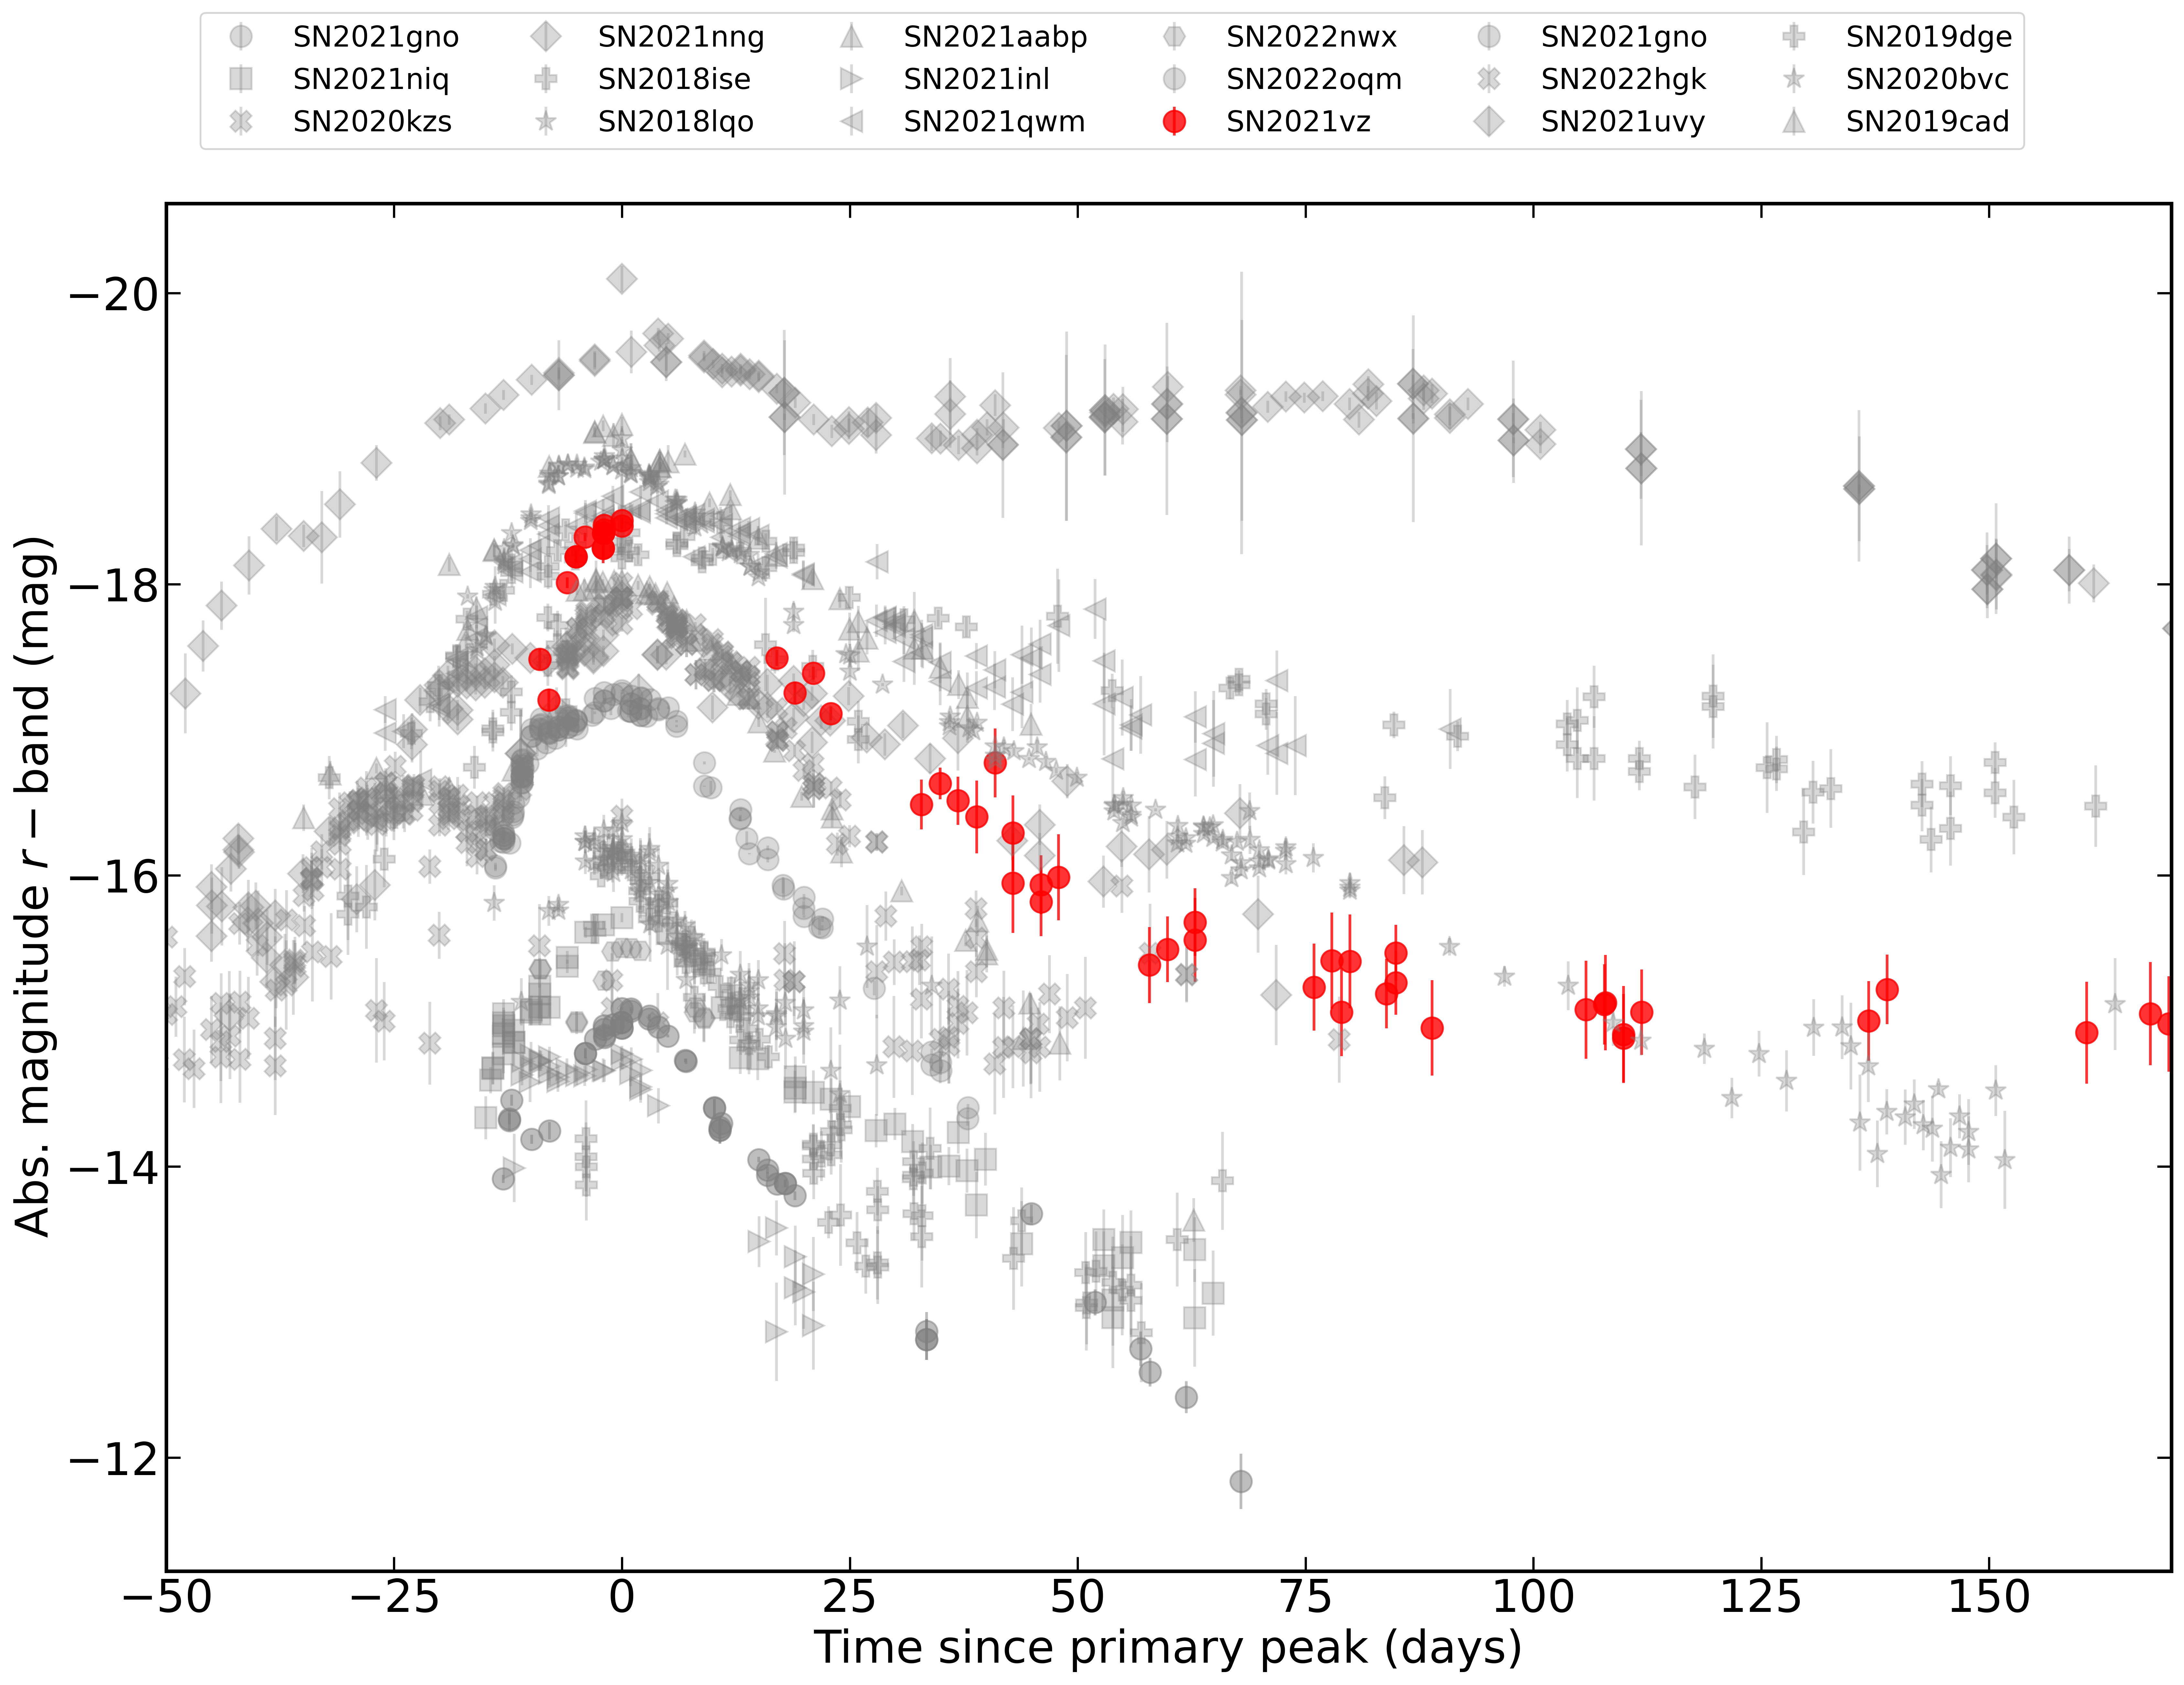 SN2021gno SN2021nng SN2021aabp SN2022nwx SN2021gno SN2019dge
SN2021niq SN2018ise SN2021inl SN2022oqm SN2022hgk SN2020bvc
SN2020kzs SN2018lqo SN2021qwm SN2021vz SN2021uvy SN2019cad
Abs. magnitude r − band (mag)
−20
−18
−16
−14
−12
−50 −25 0 25 50 75 100 125 150
Time since primary peak (days)